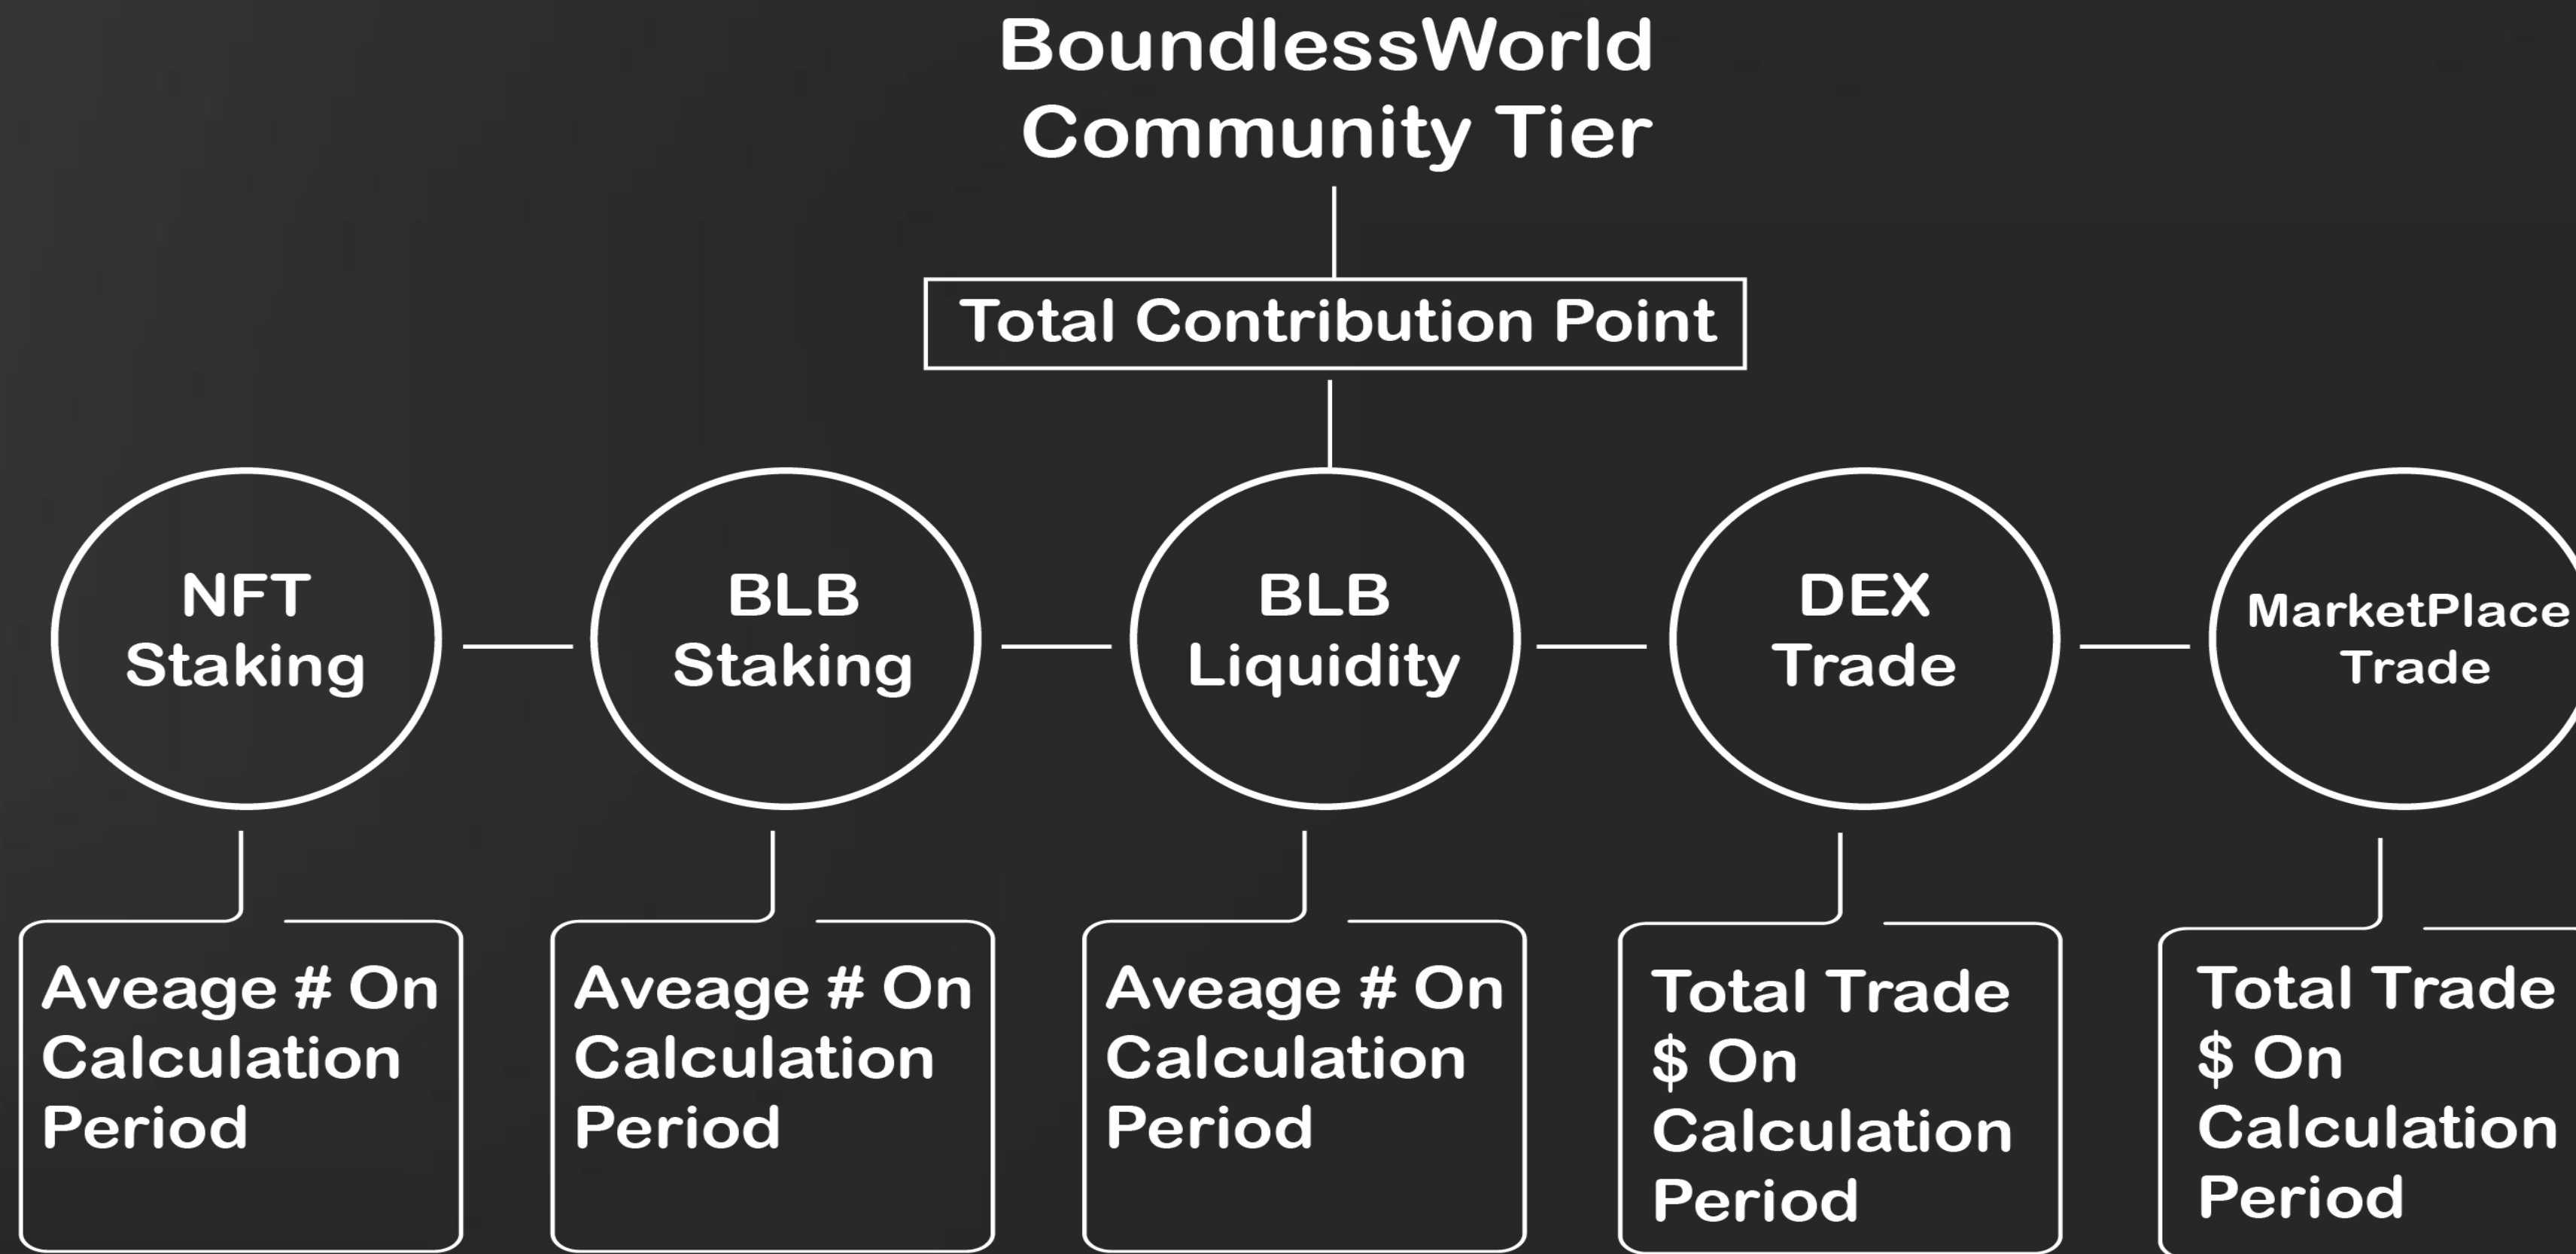 BoundlessWorld
Community Tier
Total Contribution Point
NFT
Staking
BLB
Staking
BLB
Liquidity
DEX
Trade
MarketPlace
Trade
Aveage # On
Calculation
Period
Aveage # On
Calculation
Period
Aveage # On
Calculation
Period
Total Trade
$ On
Calculation
Period
Total Trade
$ On
Calculation
Period